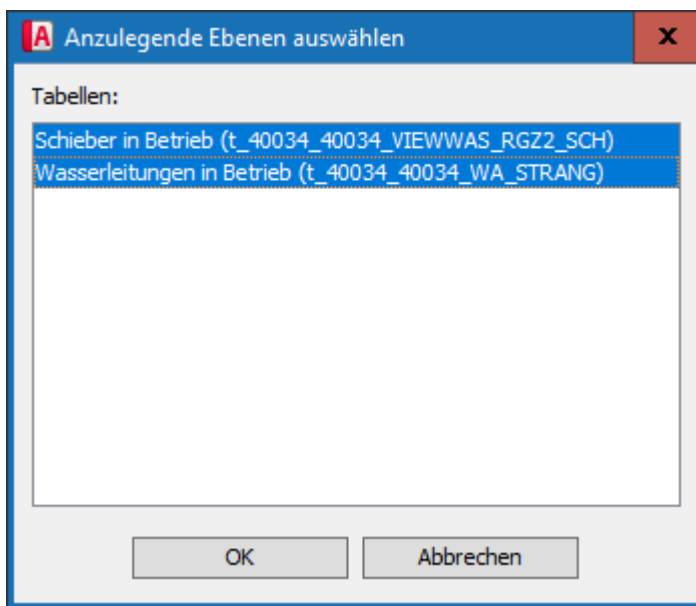 A Anzulegende Ebenen auswählen
Tabellen:
Schieber in Betrieb (t_40034_40034_VIEWWAS_RGZ2_SCH)
Wasserleitungen in Betrieb (t_40034_40034_WA_STRANG)
OK Abbrechen